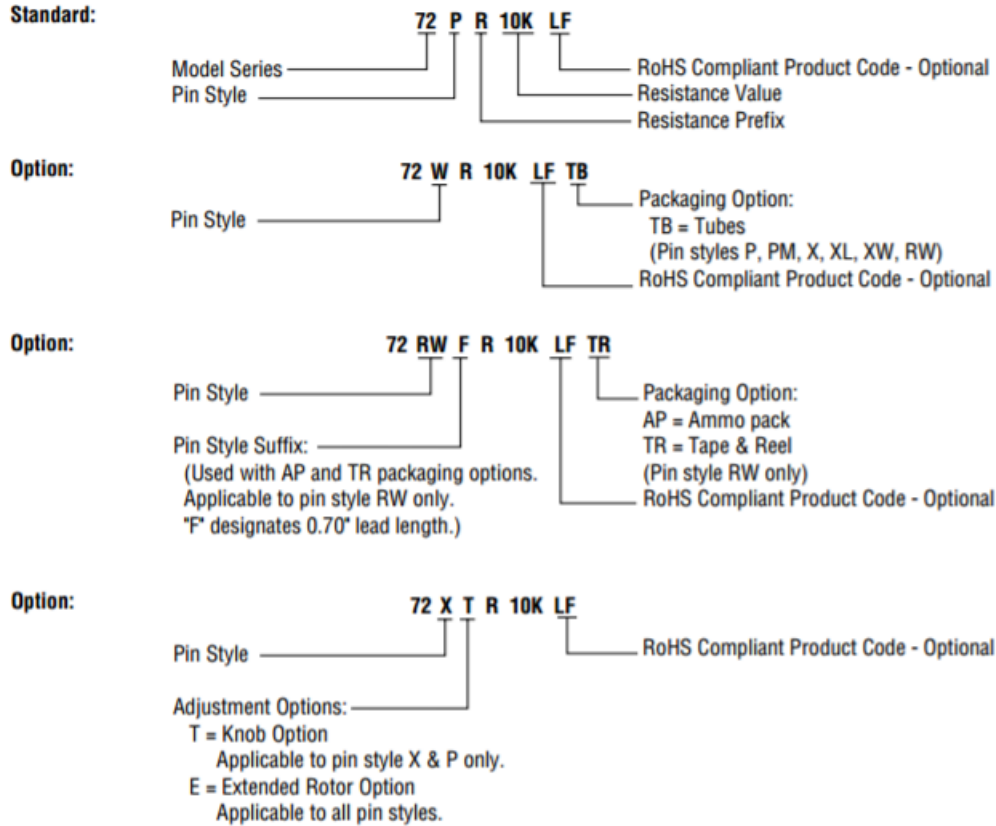 Standard:
72 P R 10K LF
Model Series
Pin Style
RoHS Compliant Product Code - Optional
Resistance Value
Resistance Prefix
Option:
72 W R 10K LF TB
Pin Style
Packaging Option:
TB = Tubes
(Pin styles P, PM, X, XL, XW, RW)
RoHS Compliant Product Code - Optional
Option:
72 RW F R 10K LF TR
Pin Style
Pin Style Suffix:
(Used with AP and TR packaging options.
Applicable to pin style RW only.
"F" designates 0.70" lead length.)
Packaging Option:
AP = Ammo pack
TR = Tape & Reel
(Pin style RW only)
RoHS Compliant Product Code - Optional
Option:
72 X T R 10K LF
Pin Style
RoHS Compliant Product Code - Optional
Adjustment Options:
T = Knob Option
Applicable to pin style X & P only.
E = Extended Rotor Option
Applicable to all pin styles.